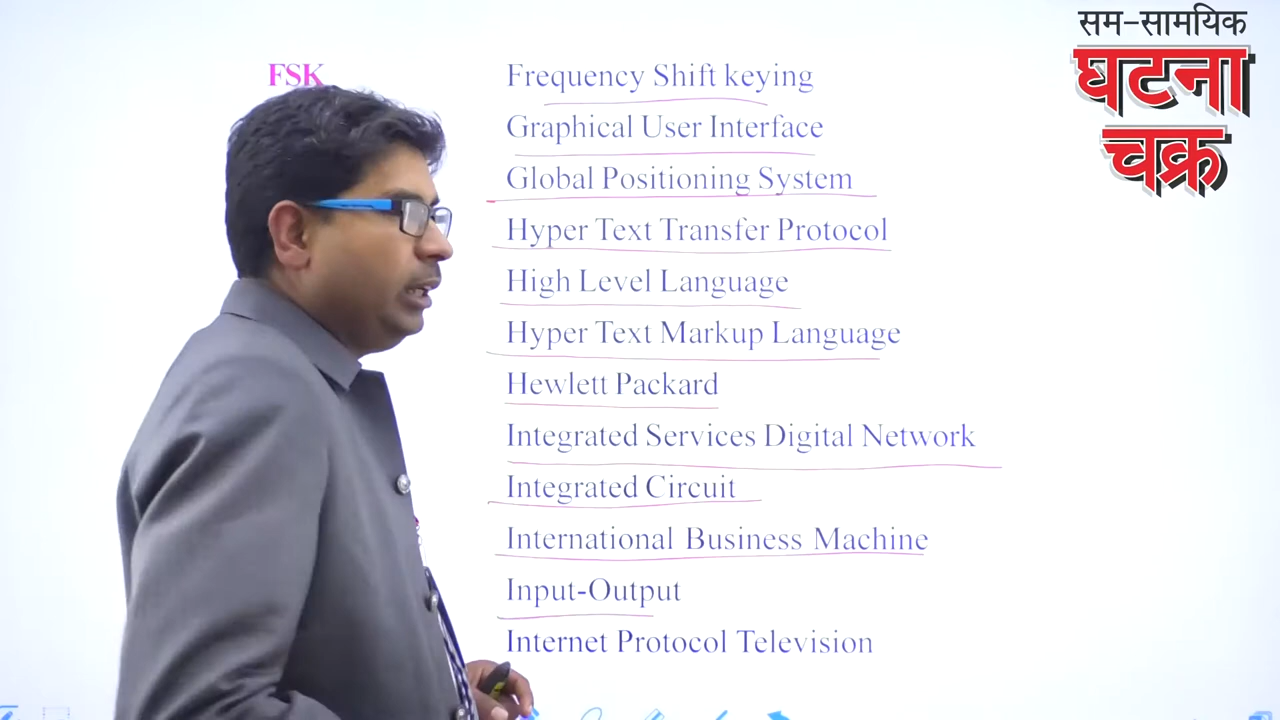 सम-सामयिक
घटना
चक्र
FSK Frequency Shift keying
Graphical User Interface
Global Positioning System
Hyper Text Transfer Protocol
High Level Language
Hyper Text Markup Language
Hewlett Packard
Integrated Services Digital Network
Integrated Circuit
International Business Machine
Input-Output
Internet Protocol Television